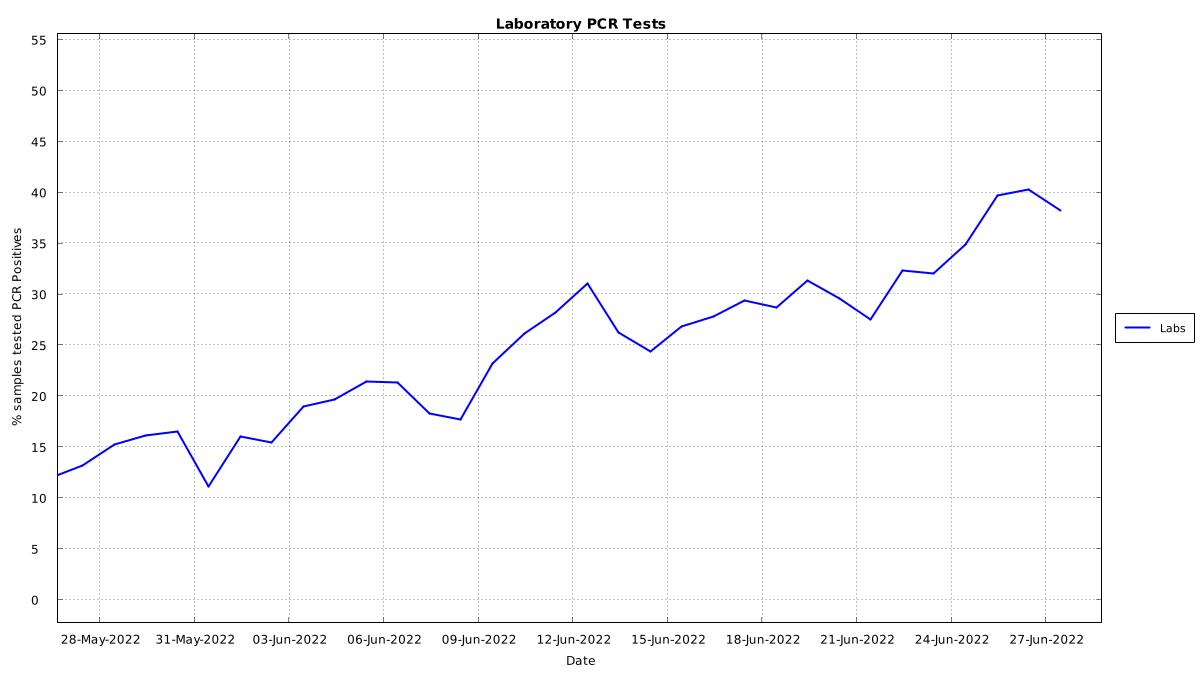 Laboratory PCR Tests
55
50
45
40
35
30
25
20
15
10
5
0
% samples tested PCR Positives
28-May-2022 31-May-2022 03-Jun-2022 06-Jun-2022 09-Jun-2022 12-Jun-2022 15-Jun-2022 18-Jun-2022 21-Jun-2022 24-Jun-2022 27-Jun-2022
Date
Labs